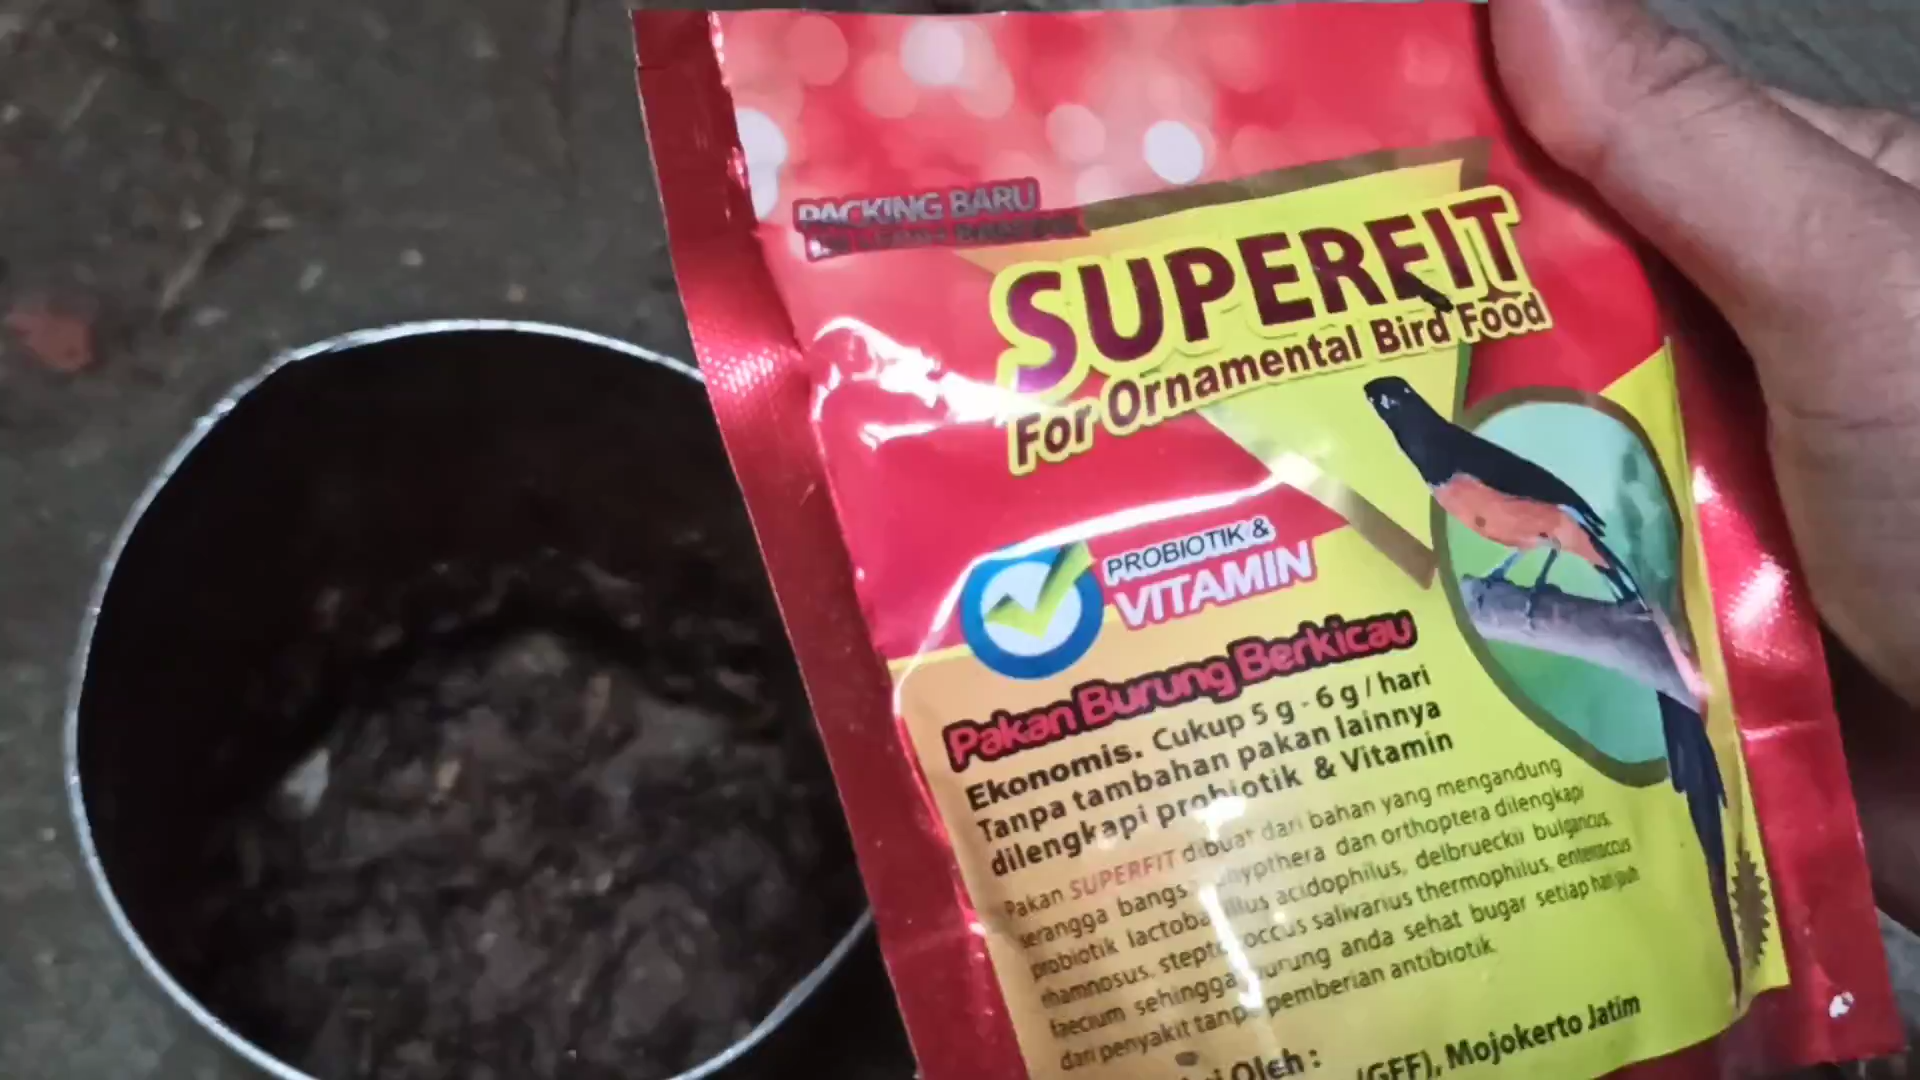 PACKING BARU
SUPERFIT
For Ornamental Bird Food
PROBIOTIK &
VITAMIN
Pakan Burung Berkicau
Ekonomis. Cukup 5 g - 6 g / hari
Tanpa tambahan pakan lainnya
dilengkapi probiotik & Vitamin
Pakan SUPERFIT dibuat dari bahan yang mengandung
serangga bangsa dan orthoptera dilengkapi
probiotik acidophilus, delbrueckii bulgaricus,
rhamnosus, salivarius thermophilus, enterococcus
faecium sehingga burung anda sehat bugar setiap hari jauh
dari penyakit tanpa pemberian antibiotik.
Oleh :
(GFF), Mojokerto Jatim